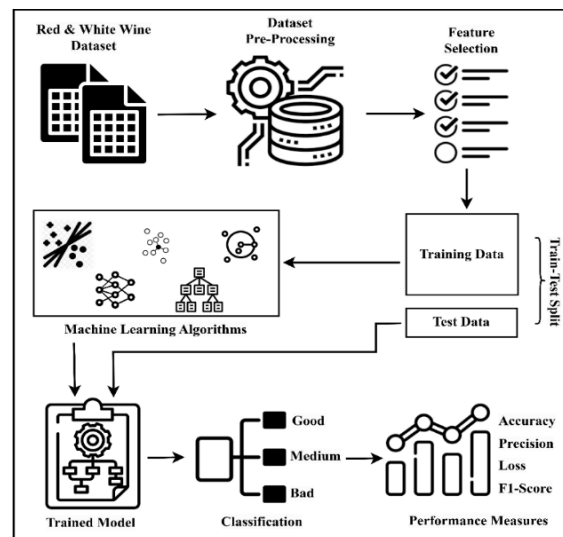 Red & White Wine
Dataset
Dataset
Pre-Processing
Feature
Selection
Training Data
Train-Test Split
Test Data
Machine Learning Algorithms
Good
Medium
Bad
Accuracy
Precision
Loss
F1-Score
Trained Model
Classification
Performance Measures